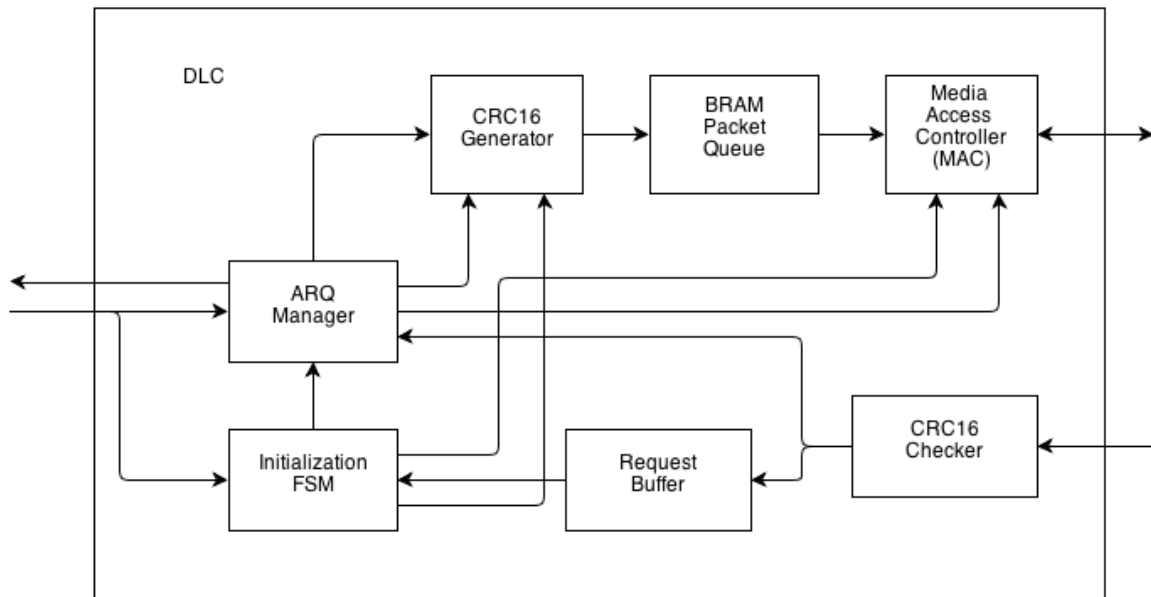 DLC
CRC16
Generator
BRAM
Packet
Queue
Media
Access
Controller
(MAC)
ARQ
Manager
Initialization
FSM
Request
Buffer
CRC16
Checker